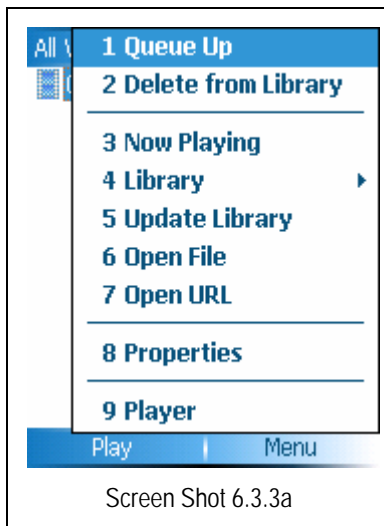 All
1 Queue Up
2 Delete from Library
3 Now Playing
4 Library
5 Update Library
6 Open File
7 Open URL
8 Properties
9 Player
Play Menu
Screen Shot 6.3.3a